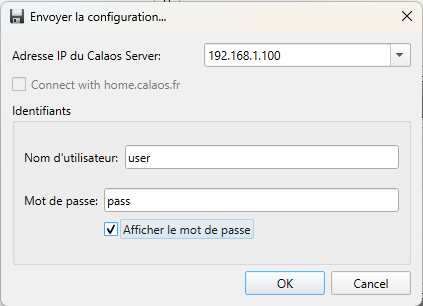 Envoyer la configuration...
Adresse IP du Calaos Server: 192.168.1.100
Connect with home.calaos.fr
Identifiants
Nom d'utilisateur: user
Mot de passe: pass
Afficher le mot de passe
OK Cancel